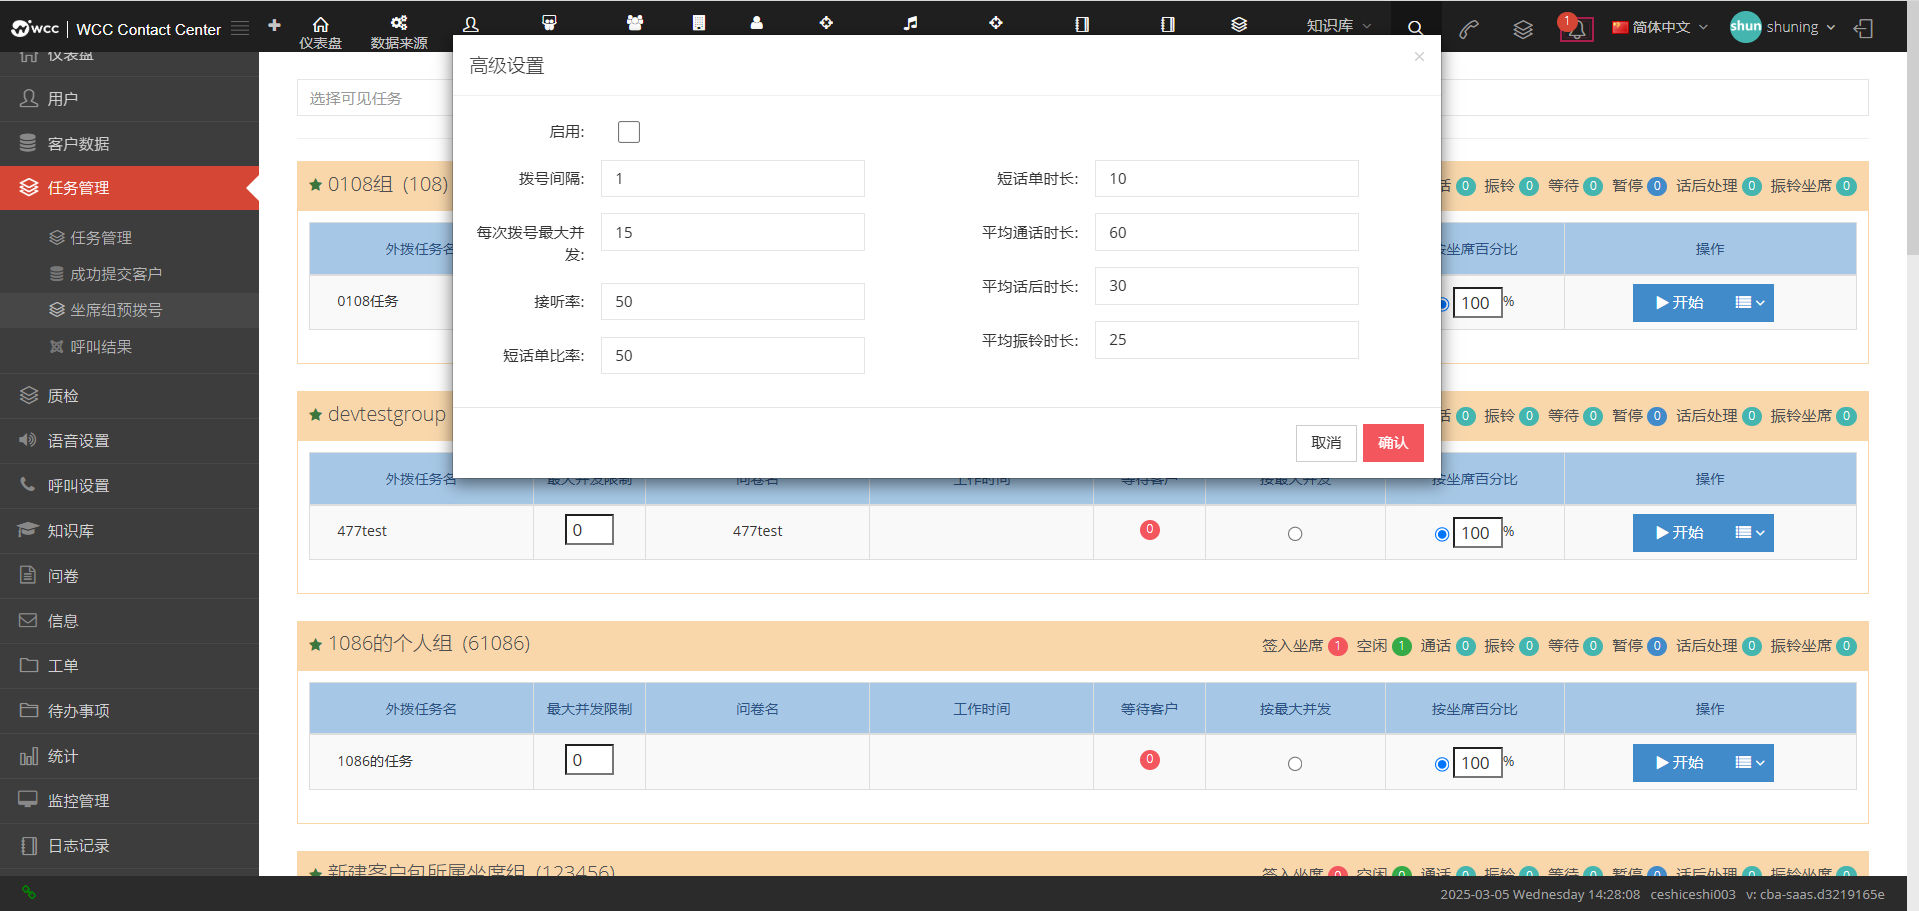 wcc | WCC Contact Center
仪表盘
数据来源
知识库
1
简体中文
shun
shuning
仪表盘
用户
客户数据
任务管理
任务管理
成功提交客户
坐席组预拨号
呼叫结果
质检
语音设置
呼叫设置
知识库
问卷
信息
工单
待办事项
统计
监控管理
日志记录
选择可见任务
高级设置
×
启用:
拨号间隔: 1
每次拨号最大并
发:
15
接听率: 50
短话单比率: 50
短话单时长: 10
平均通话时长: 60
平均话后时长: 30
平均振铃时长: 25
取消 确认
0108组 (108)
话 0 振铃 0 等待 0 暂停 0 话后处理 0 振铃坐席 0
外拨任务名 按坐席百分比 操作
0108任务 100 % 开始
devtestgroup
话 0 振铃 0 等待 0 暂停 0 话后处理 0 振铃坐席 0
外拨任务名 最大并发限制 问卷名 工作时间 等待客户 按最大并发 按坐席百分比 操作
477test 0 477test 0 100 % 开始
1086的个人组 (61086)
签入坐席 1 空闲 1 通话 0 振铃 0 等待 0 暂停 0 话后处理 0 振铃坐席 0
外拨任务名 最大并发限制 问卷名 工作时间 等待客户 按最大并发 按坐席百分比 操作
1086的任务 0 0 100 % 开始
新建客户包所属坐席组 (123456)
签入坐席 0 空闲 0 通话 0 振铃 0 等待 0 暂停 0 话后处理 0 振铃坐席 0
2025-03-05 Wednesday 14:28:08 ceshiceshi003 v: cba-saas.d3219165e